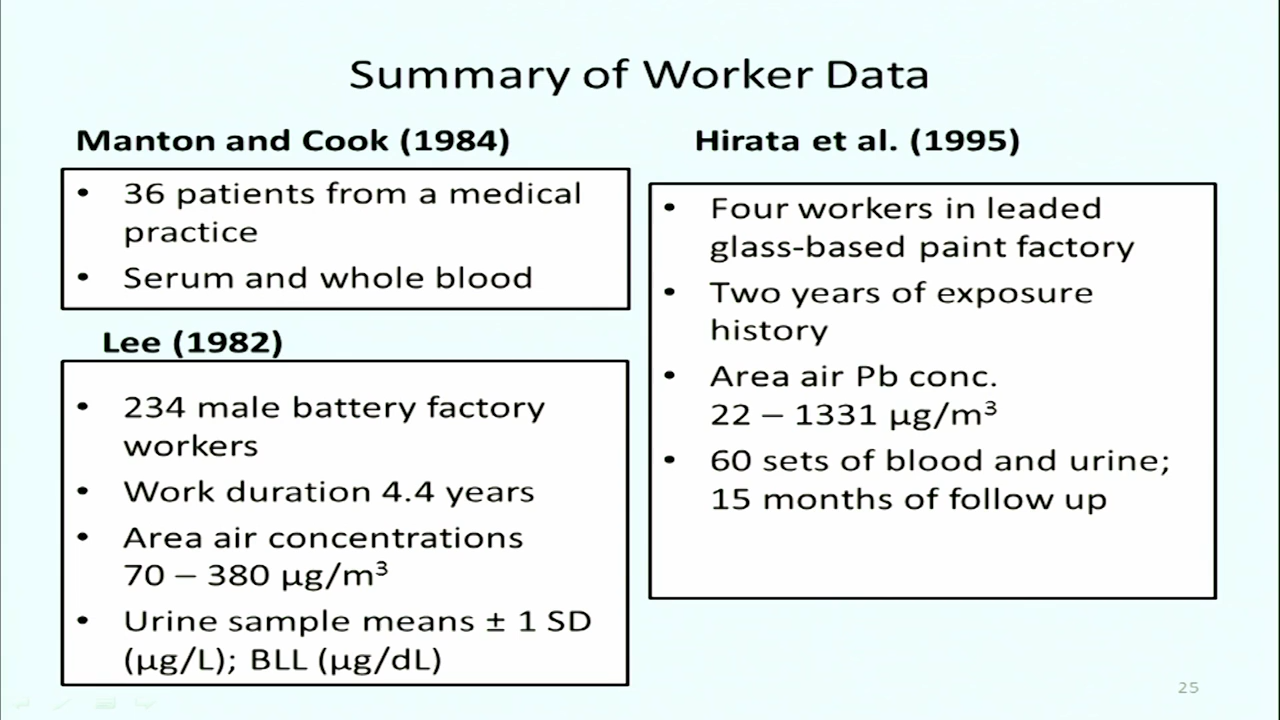 Summary of Worker Data
Manton and Cook (1984)
• 36 patients from a medical
practice
• Serum and whole blood
Lee (1982)
• 234 male battery factory
workers
• Work duration 4.4 years
• Area air concentrations
70 – 380 µg/m³
• Urine sample means ± 1 SD
(µg/L); BLL (µg/dL)
Hirata et al. (1995)
• Four workers in leaded
glass-based paint factory
• Two years of exposure
history
• Area air Pb conc.
22 – 1331 µg/m³
• 60 sets of blood and urine;
15 months of follow up
25